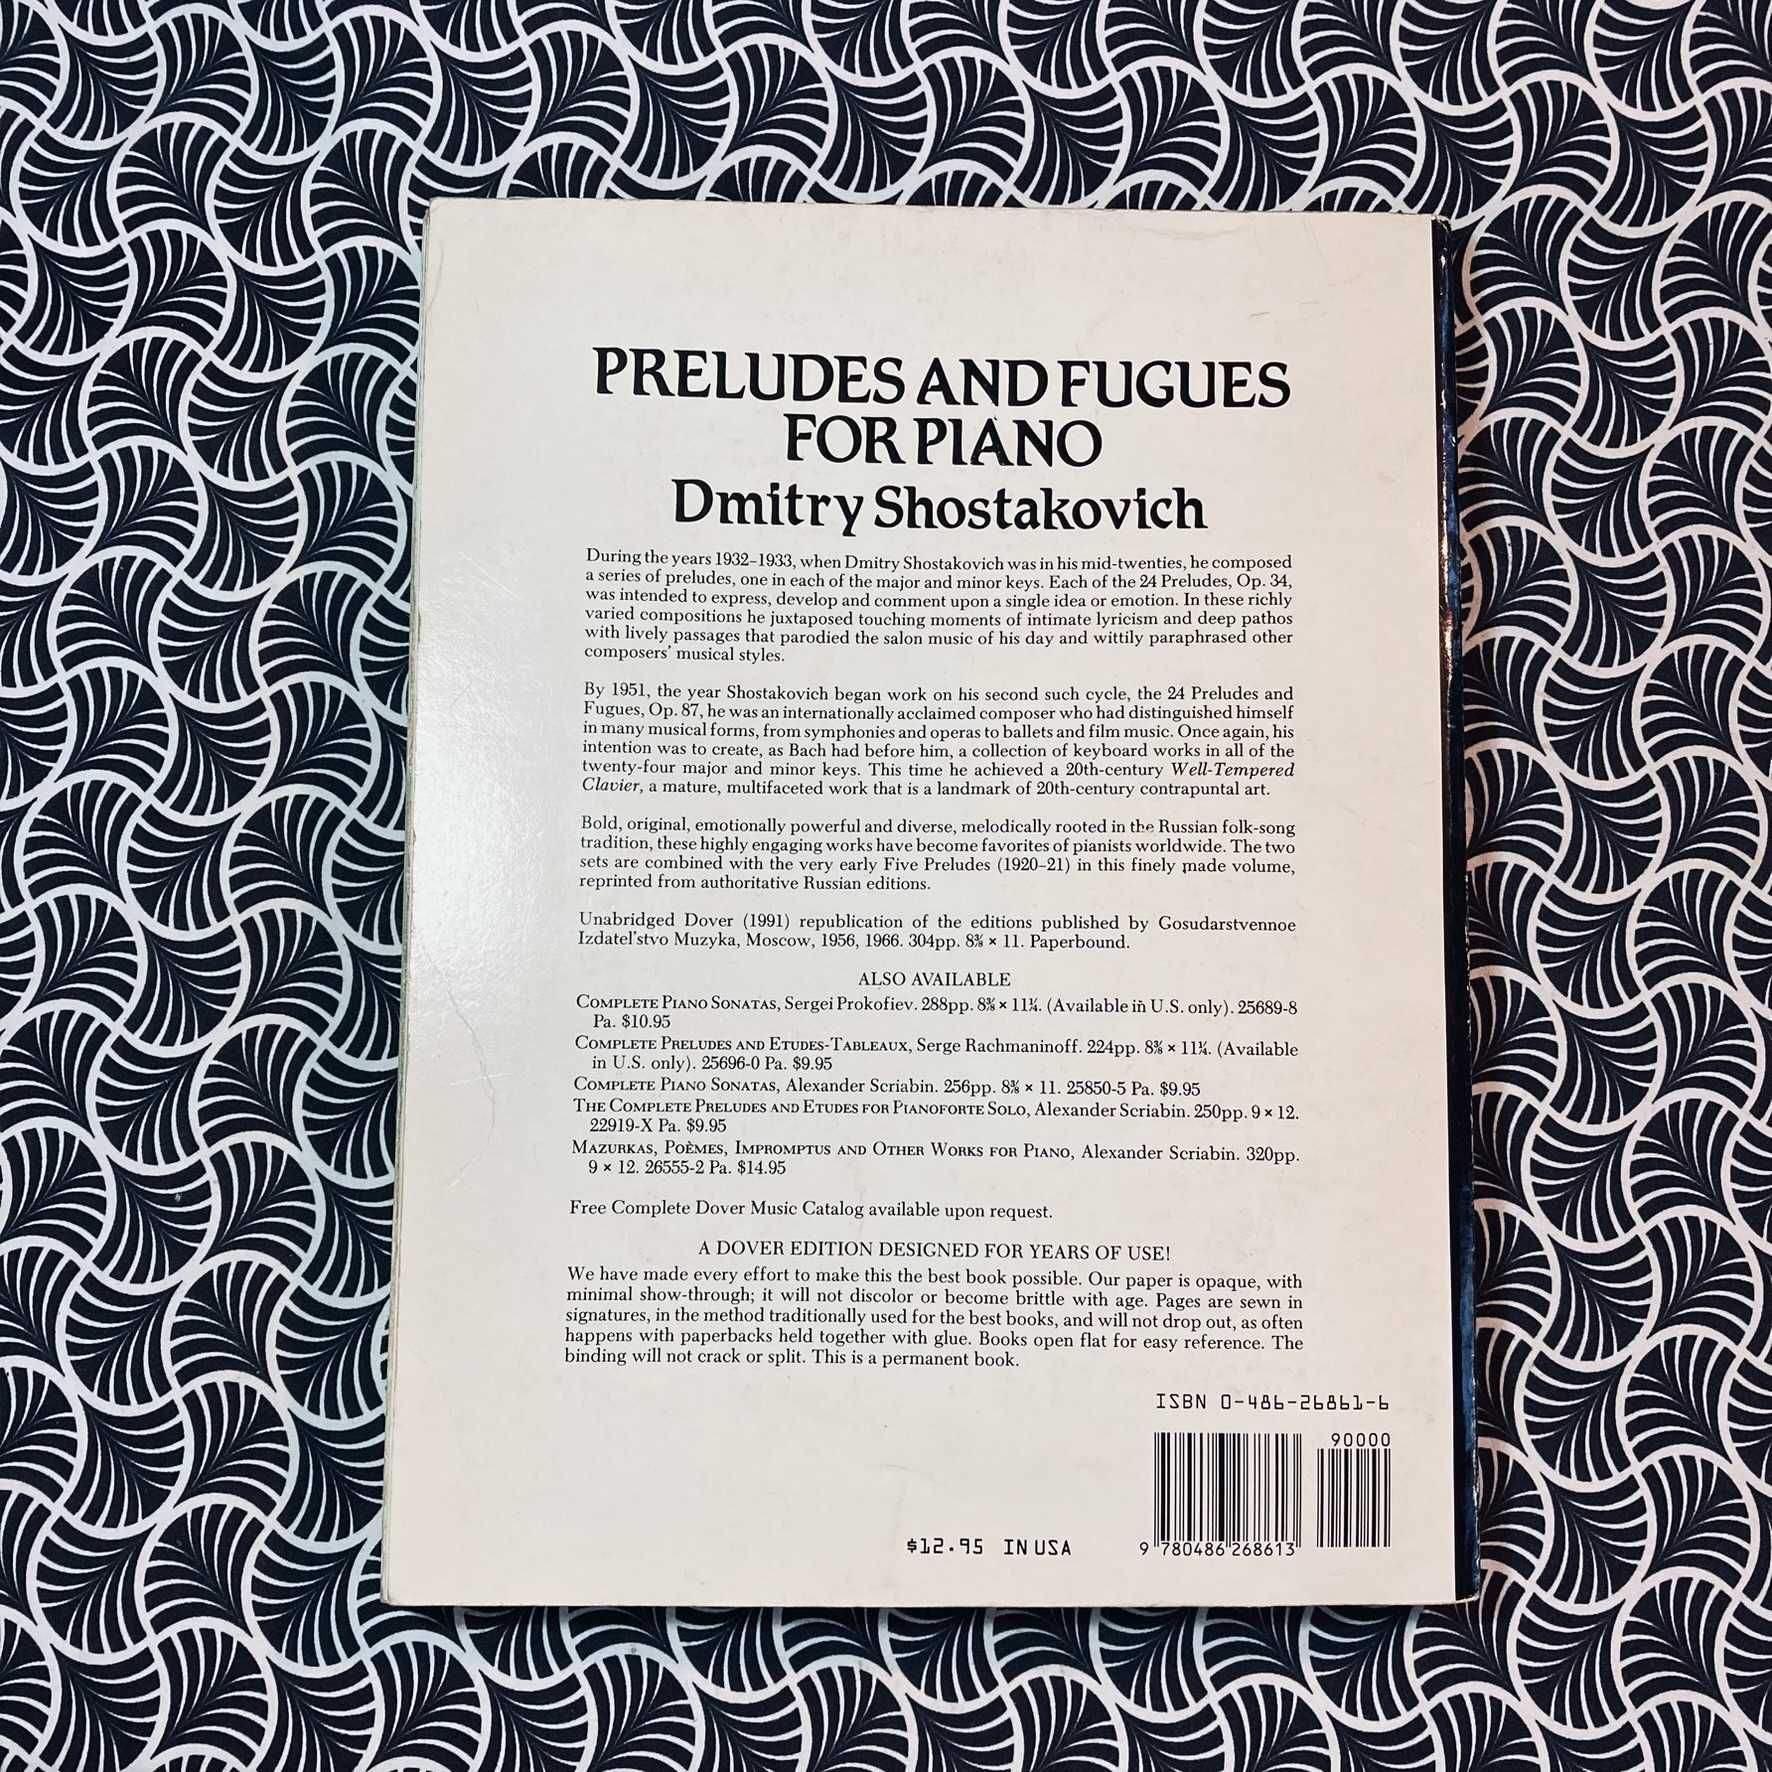 PRELUDES AND FUGUES
FOR PIANO
Dmitry Shostakovich
During the years 1932–1933, when Dmitry Shostakovich was in his mid-twenties, he composed
a series of preludes, one in each of the major and minor keys. Each of the 24 Preludes, Op. 34,
was intended to express, develop and comment upon a single idea or emotion. In these richly
varied compositions he juxtaposed touching moments of intimate lyricism and deep pathos
with lively passages that parodied the salon music of his day and wittily paraphrased other
composers' musical styles.
By 1951, the year Shostakovich began work on his second such cycle, the 24 Preludes and
Fugues, Op. 87, he was an internationally acclaimed composer who had distinguished himself
in many musical forms, from symphonies and operas to ballets and film music. Once again, his
intention was to create, as Bach had before him, a collection of keyboard works in all of the
twenty-four major and minor keys. This time he achieved a 20th-century Well-Tempered
Clavier, a mature, multifaceted work that is a landmark of 20th-century contrapuntal art.
Bold, original, emotionally powerful and diverse, melodically rooted in the Russian folk-song
tradition, these highly engaging works have become favorites of pianists worldwide. The two
sets are combined with the very early Five Preludes (1920–21) in this finely made volume,
reprinted from authoritative Russian editions.
Unabridged Dover (1991) republication of the editions published by Gosudarstvennoe
Izdatel'stvo Muzyka, Moscow, 1956, 1966. 304pp. 8⅜ × 11. Paperbound.
ALSO AVAILABLE
COMPLETE PIANO SONATAS, Sergei Prokofiev. 288pp. 8⅜ × 11¼. (Available in U.S. only). 25689-8
Pa. $10.95
COMPLETE PRELUDES AND ETUDES-TABLEAUX, Serge Rachmaninoff. 224pp. 8⅜ × 11¼. (Available
in U.S. only). 25696-0 Pa. $9.95
COMPLETE PIANO SONATAS, Alexander Scriabin. 256pp. 8⅜ × 11. 25850-5 Pa. $9.95
THE COMPLETE PRELUDES AND ETUDES FOR PIANOFORTE SOLO, Alexander Scriabin. 250pp. 9 × 12.
22919-X Pa. $9.95
MAZURKAS, POÈMES, IMPROMPTUS AND OTHER WORKS FOR PIANO, Alexander Scriabin. 320pp.
9 × 12. 26555-2 Pa. $14.95
Free Complete Dover Music Catalog available upon request.
A DOVER EDITION DESIGNED FOR YEARS OF USE!
We have made every effort to make this the best book possible. Our paper is opaque, with
minimal show-through; it will not discolor or become brittle with age. Pages are sewn in
signatures, in the method traditionally used for the best books, and will not drop out, as often
happens with paperbacks held together with glue. Books open flat for easy reference. The
binding will not crack or split. This is a permanent book.
ISBN 0-486-26861-6
90000
$12.95 IN USA
9 780486 268613